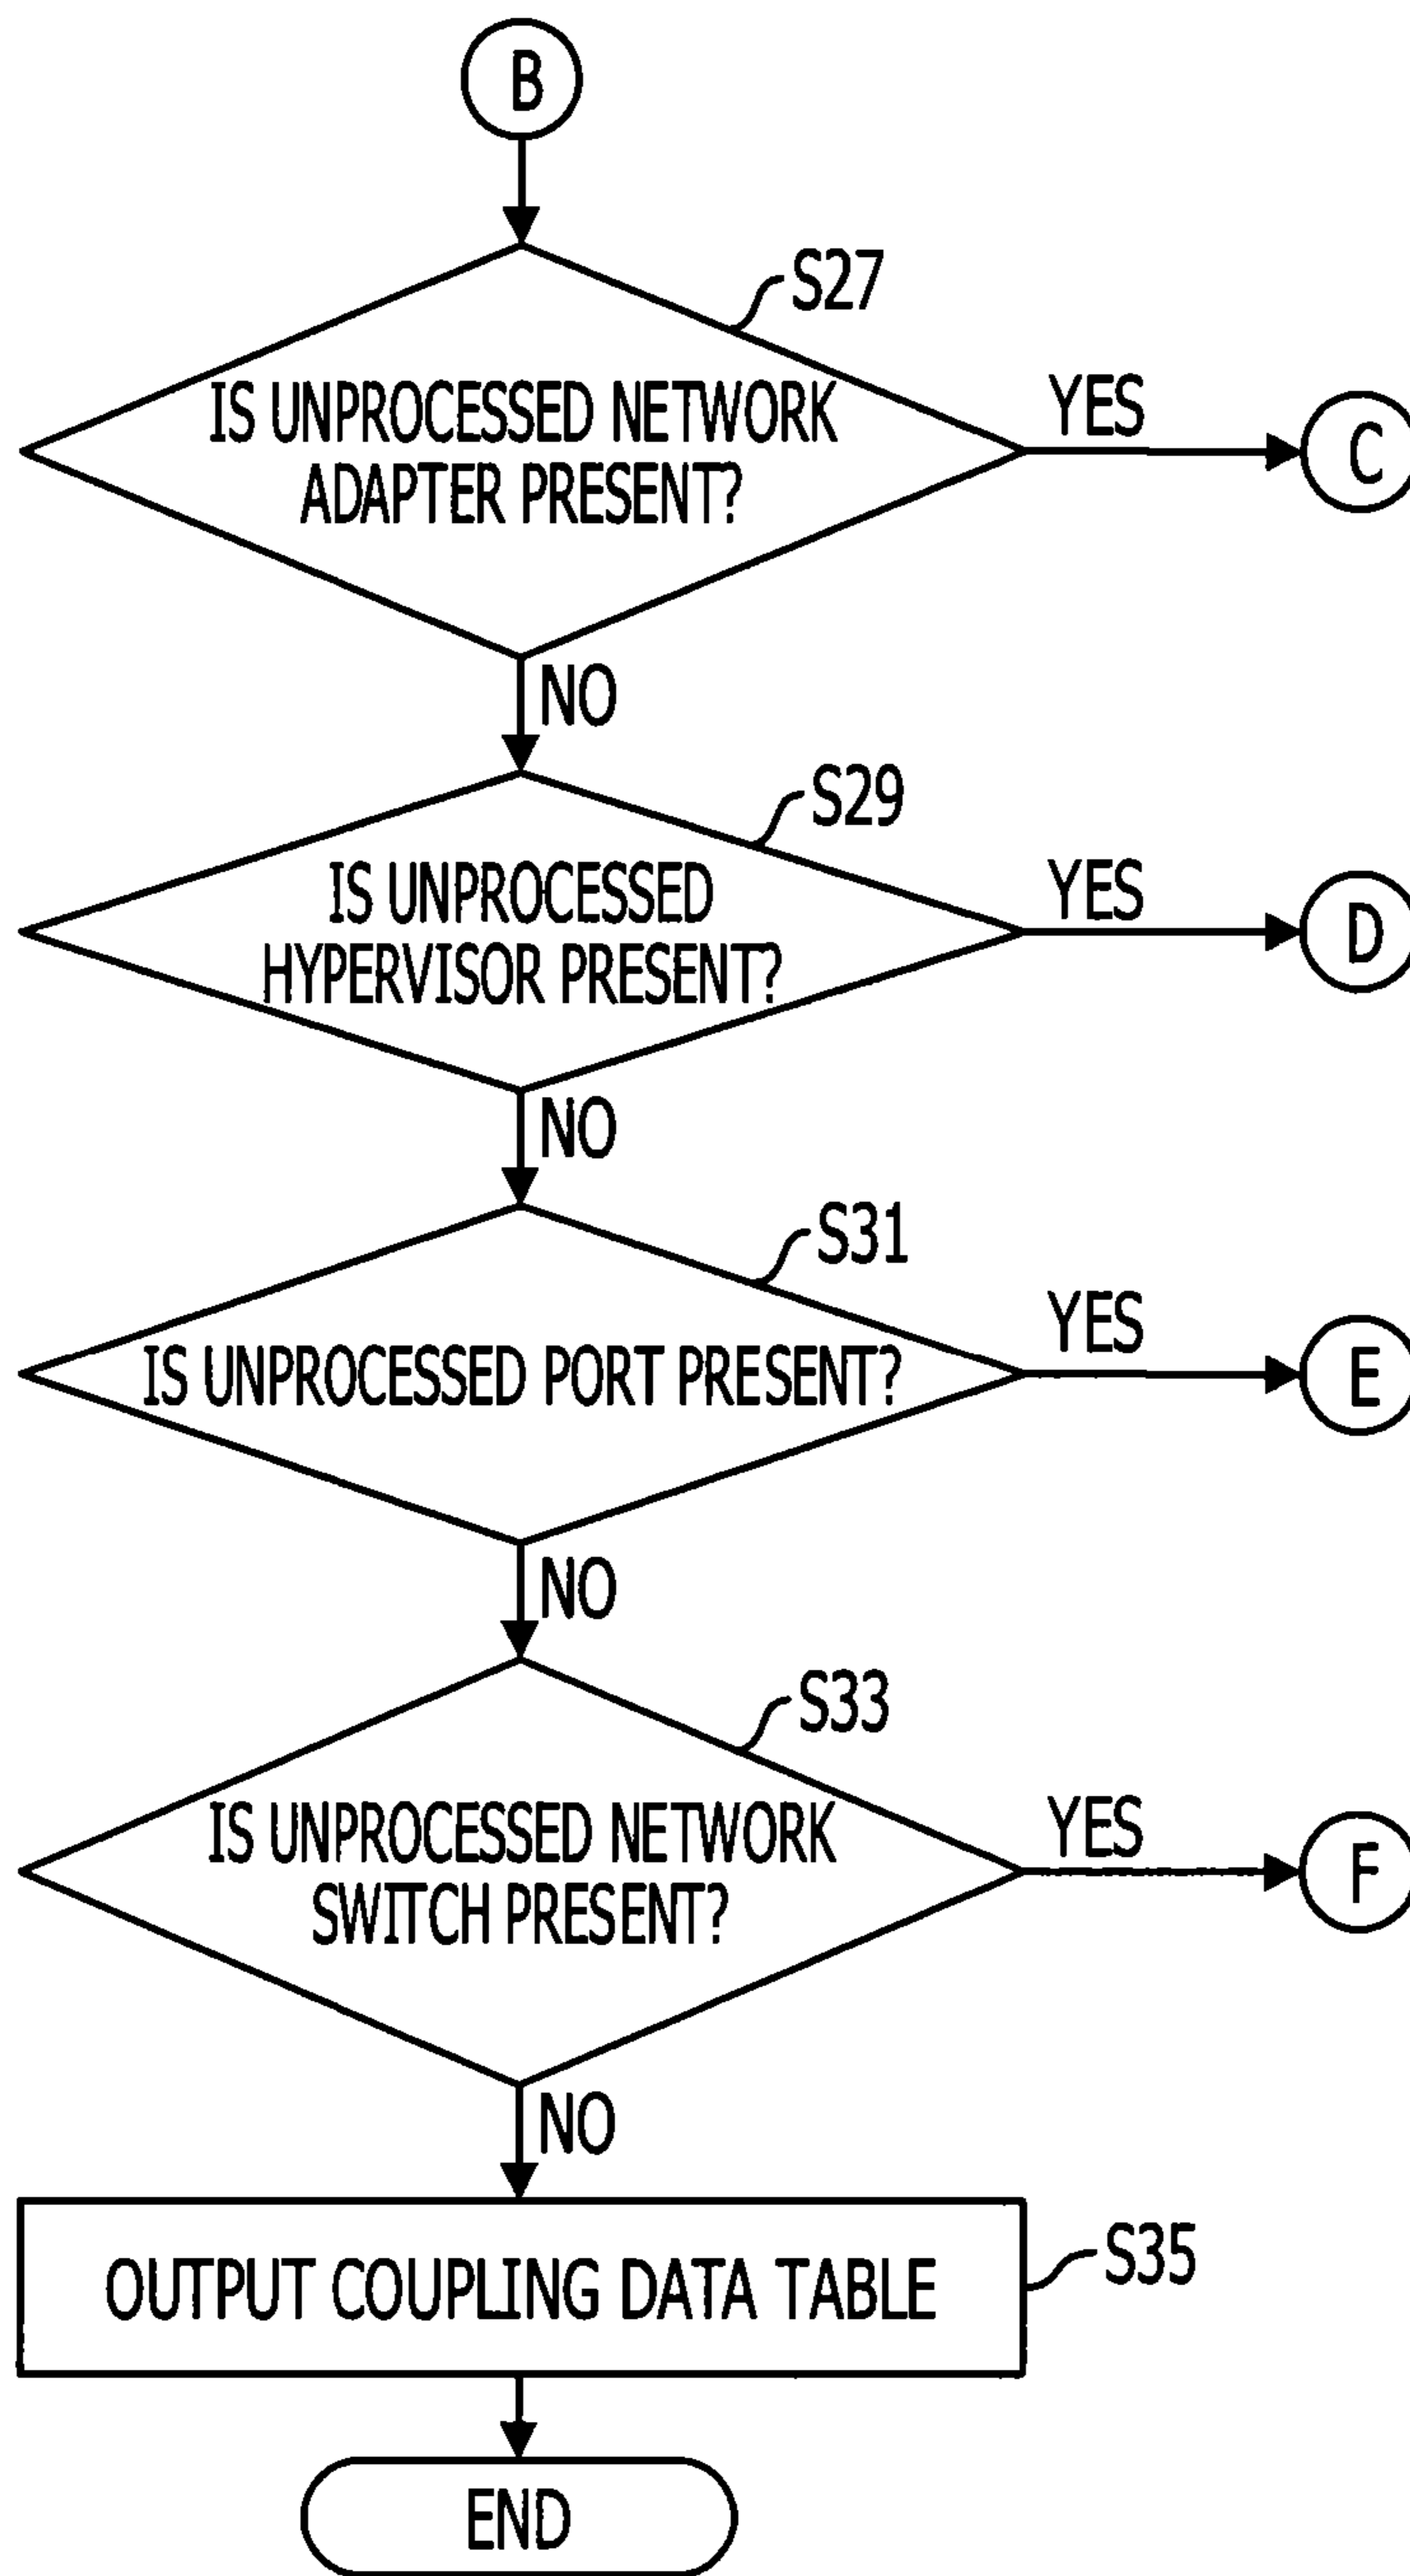 B
S27
IS UNPROCESSED NETWORK
ADAPTER PRESENT?
YES
C
NO
S29
IS UNPROCESSED
HYPERVISOR PRESENT?
YES
D
NO
S31
IS UNPROCESSED PORT PRESENT?
YES
E
NO
S33
IS UNPROCESSED NETWORK
SWITCH PRESENT?
YES
F
NO
OUTPUT COUPLING DATA TABLE
S35
END